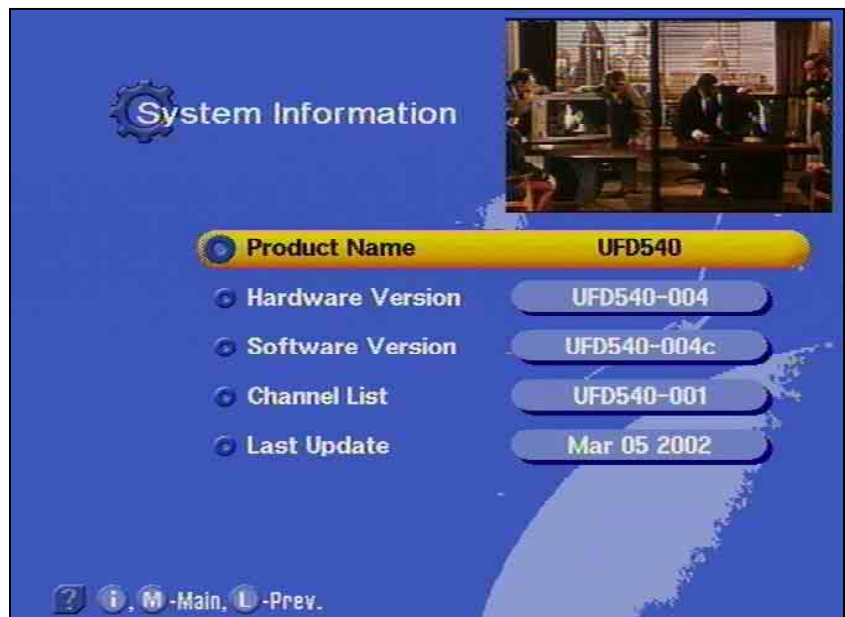 System Information
Product Name UFD540
Hardware Version UFD540-004
Software Version UFD540-004c
Channel List UFD540-001
Last Update Mar 05 2002
? i, M -Main, L -Prev.